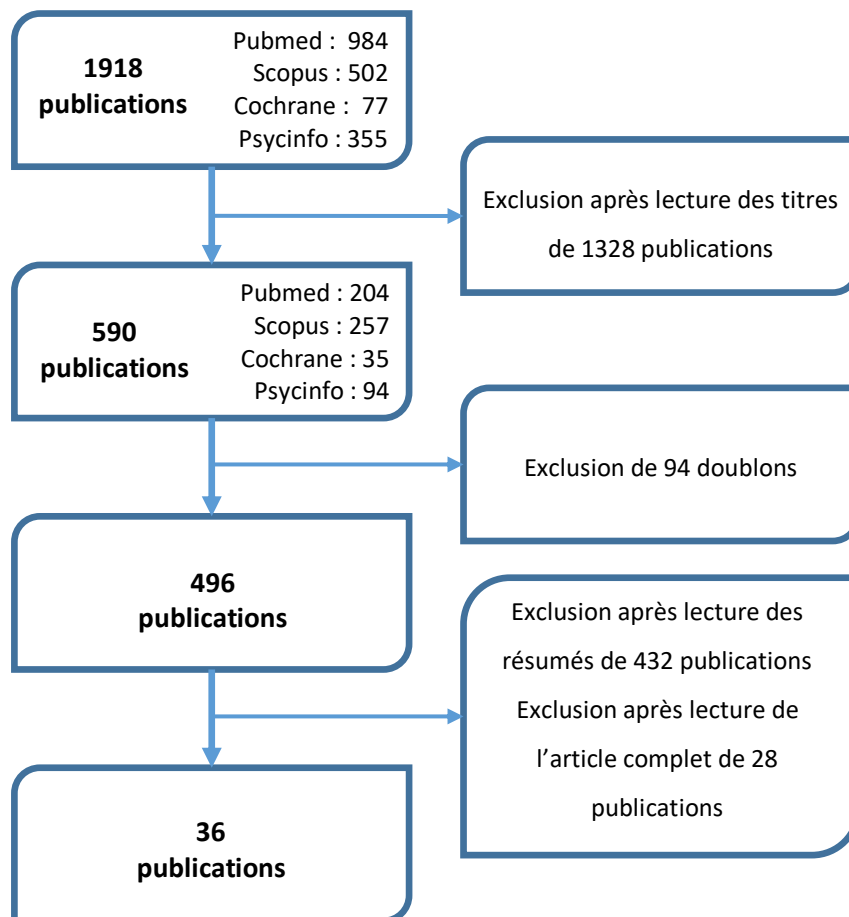 1918
publications
Pubmed : 984
Scopus : 502
Cochrane : 77
Psycinfo : 355
Exclusion après lecture des titres
de 1328 publications
590
publications
Pubmed : 204
Scopus : 257
Cochrane : 35
Psycinfo : 94
Exclusion de 94 doublons
496
publications
Exclusion après lecture des
résumés de 432 publications
Exclusion après lecture de
l’article complet de 28
publications
36
publications